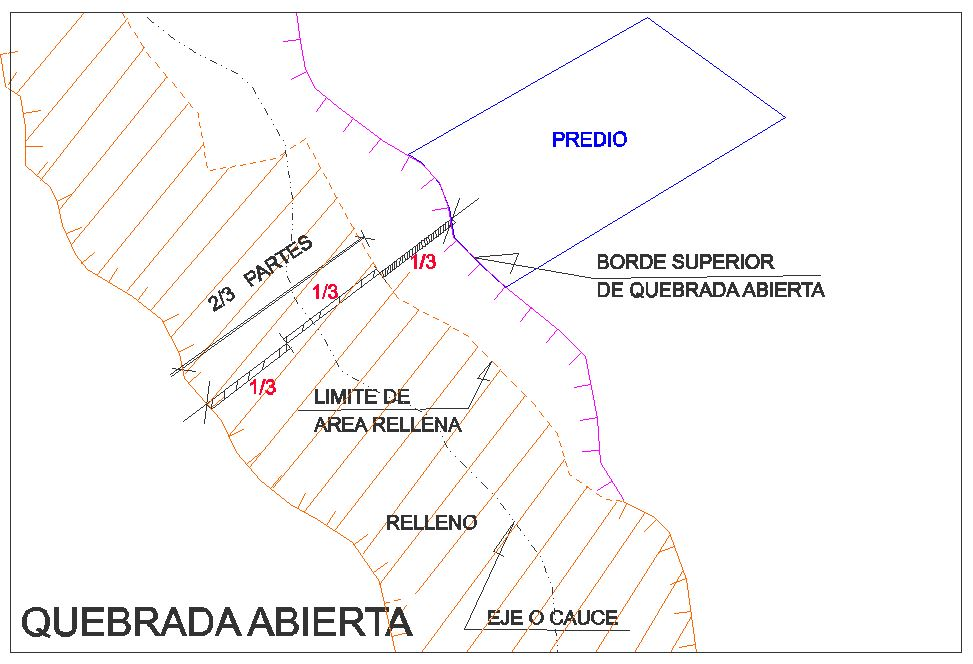 PREDIO
2/3 PARTES
1/3
1/3
1/3
BORDE SUPERIOR
DE QUEBRADA ABIERTA
LIMITE DE
AREA RELLENA
RELLENO
EJE O CAUCE
QUEBRADA ABIERTA